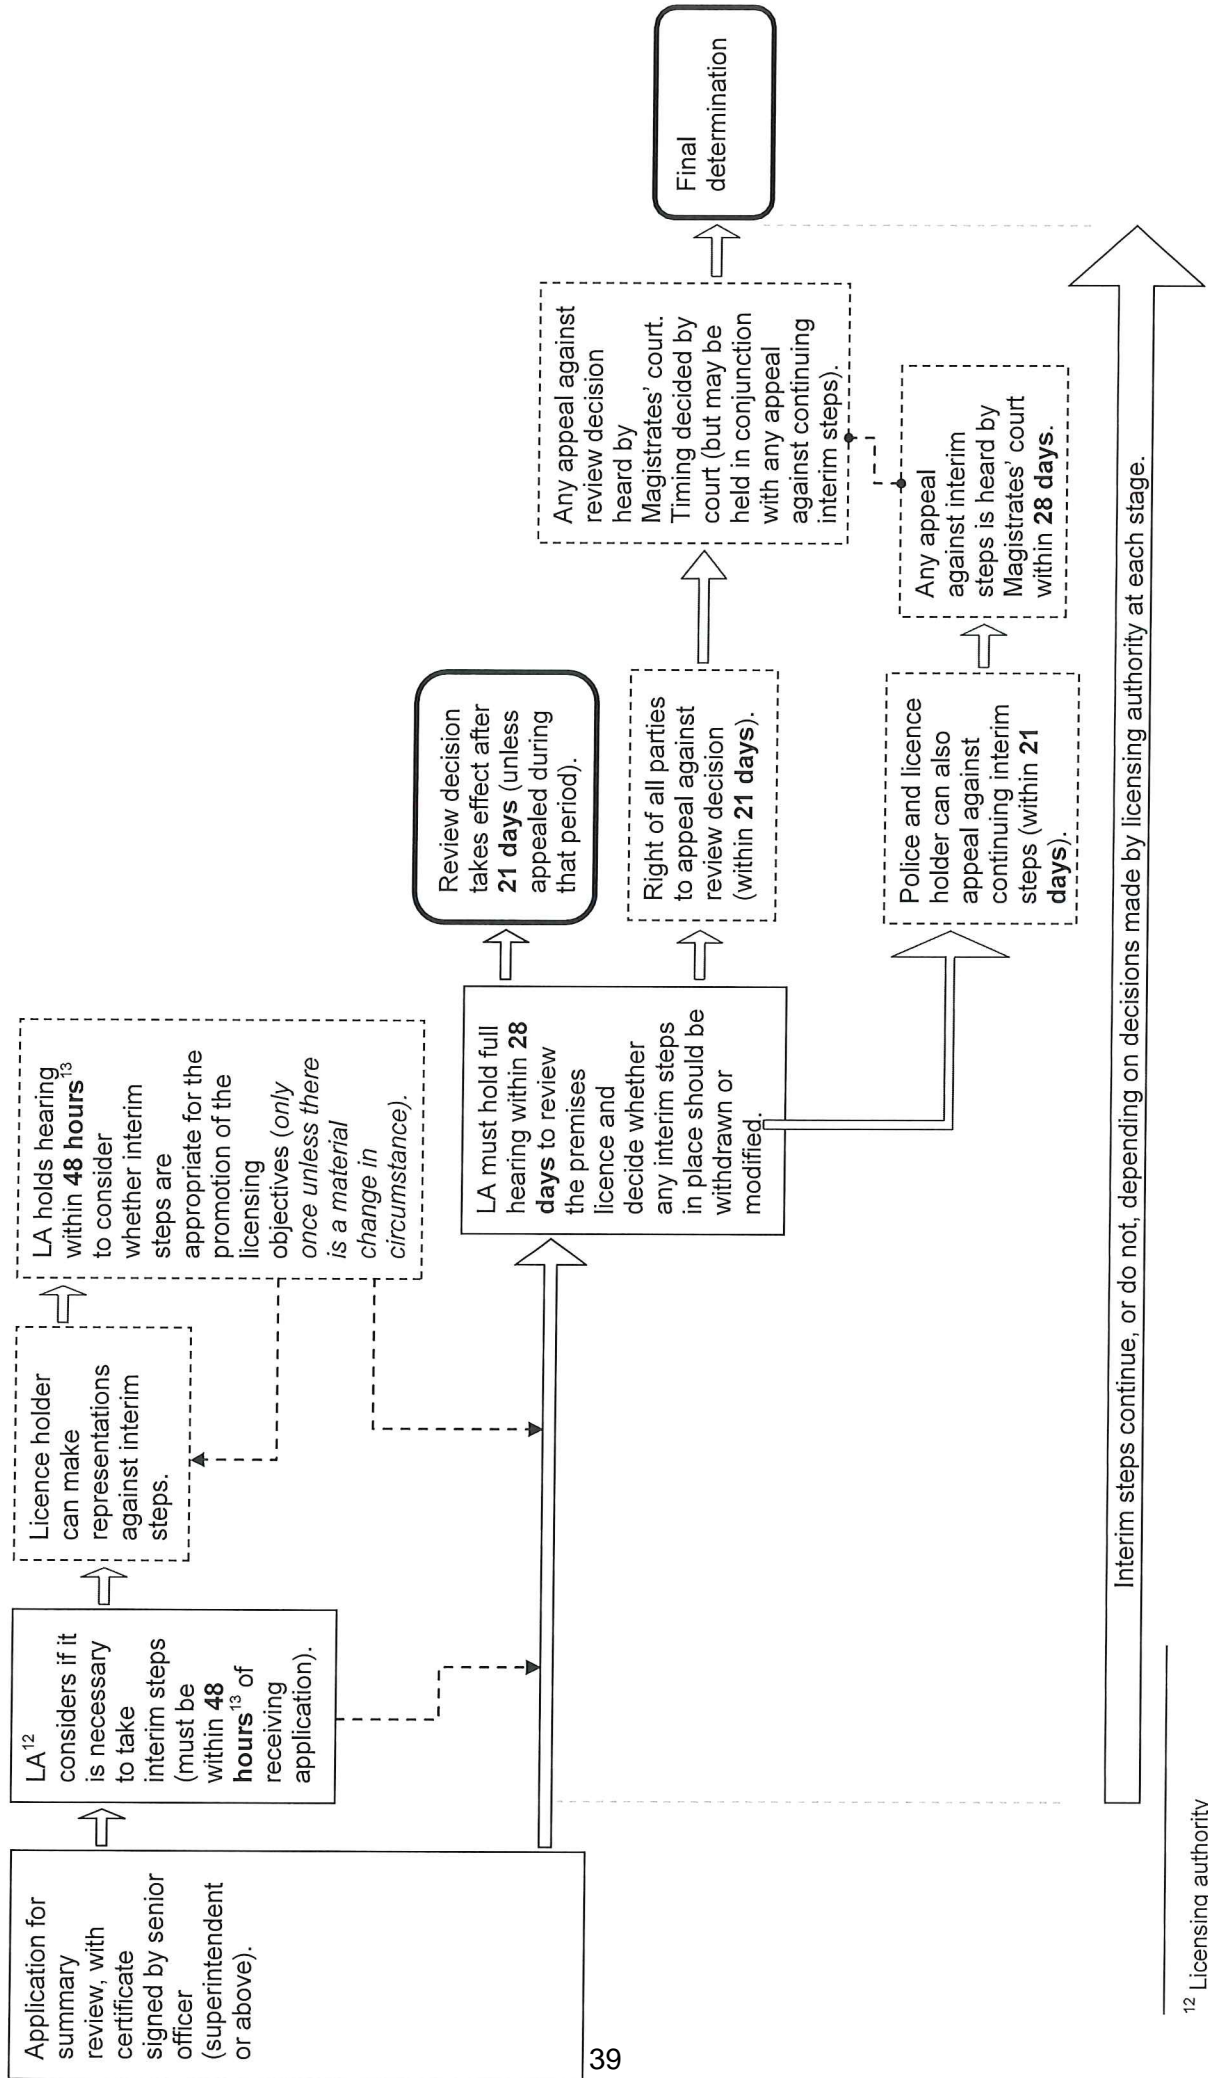 Application for
summary
review, with
certificate
signed by senior
officer
(superintendent
or above).
LA12
considers if it
is necessary
to take
interim steps
(must be
within 48
hours13 of
receiving
application).
Licence holder
can make
representations
against interim
steps.
LA holds hearing
within 48 hours13
to consider
whether interim
steps are
appropriate for the
promotion of the
licensing
objectives (only
once unless there
is a material
change in
circumstance).
LA must hold full
hearing within 28
days to review
the premises
licence and
decide whether
any interim steps
in place should be
withdrawn or
modified.
Review decision
takes effect after
21 days (unless
appealed during
that period).
Right of all parties
to appeal against
review decision
(within 21 days).
Police and licence
holder can also
appeal against
continuing interim
steps (within 21
days).
Any appeal against
review decision
heard by
Magistrates' court.
Timing decided by
court (but may be
held in conjunction
with any appeal
against continuing
interim steps).
Any appeal
against interim
steps is heard by
Magistrates' court
within 28 days.
Final
determination
Interim steps continue, or do not, depending on decisions made by licensing authority at each stage.
12 Licensing authority
39